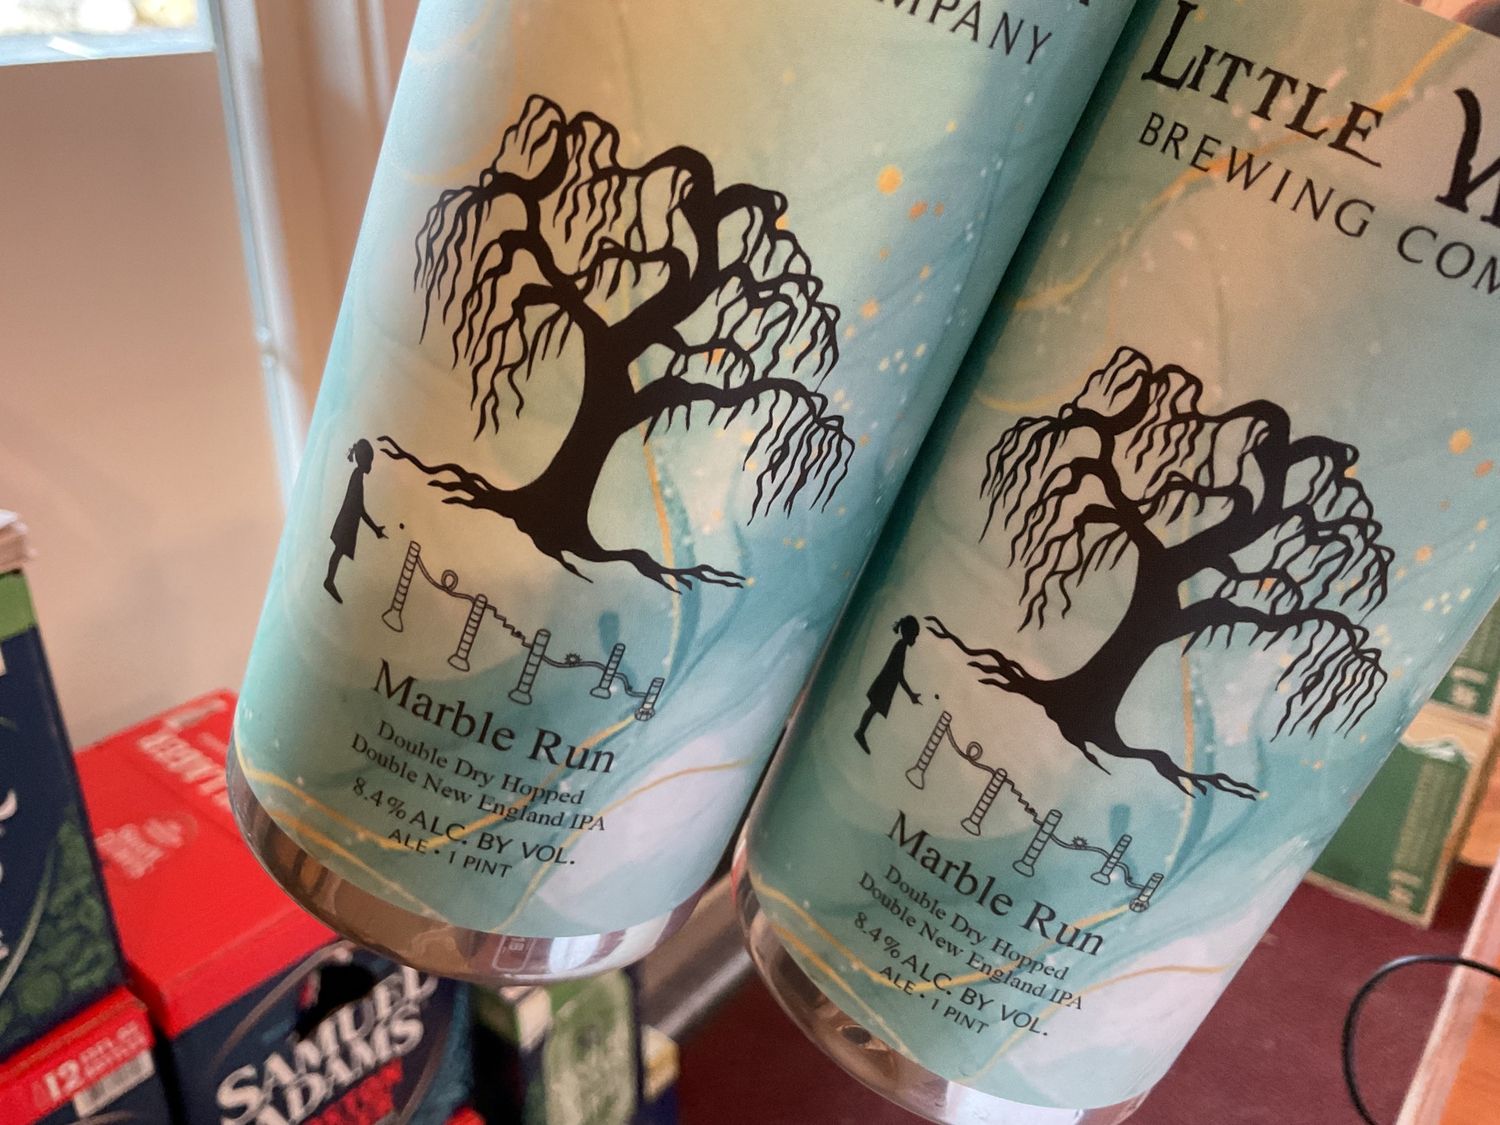 COMPANY
Marble Run
Double Dry Hopped
Double New England IPA
8.4% ALC. BY VOL.
ALE • 1 PINT
LITTLE
BREWING
Marble Run
Double Dry Hopped
Double New England IPA
8.4% ALC. BY VOL.
ALE • 1 PINT
12
SAMUEL
ADAMS